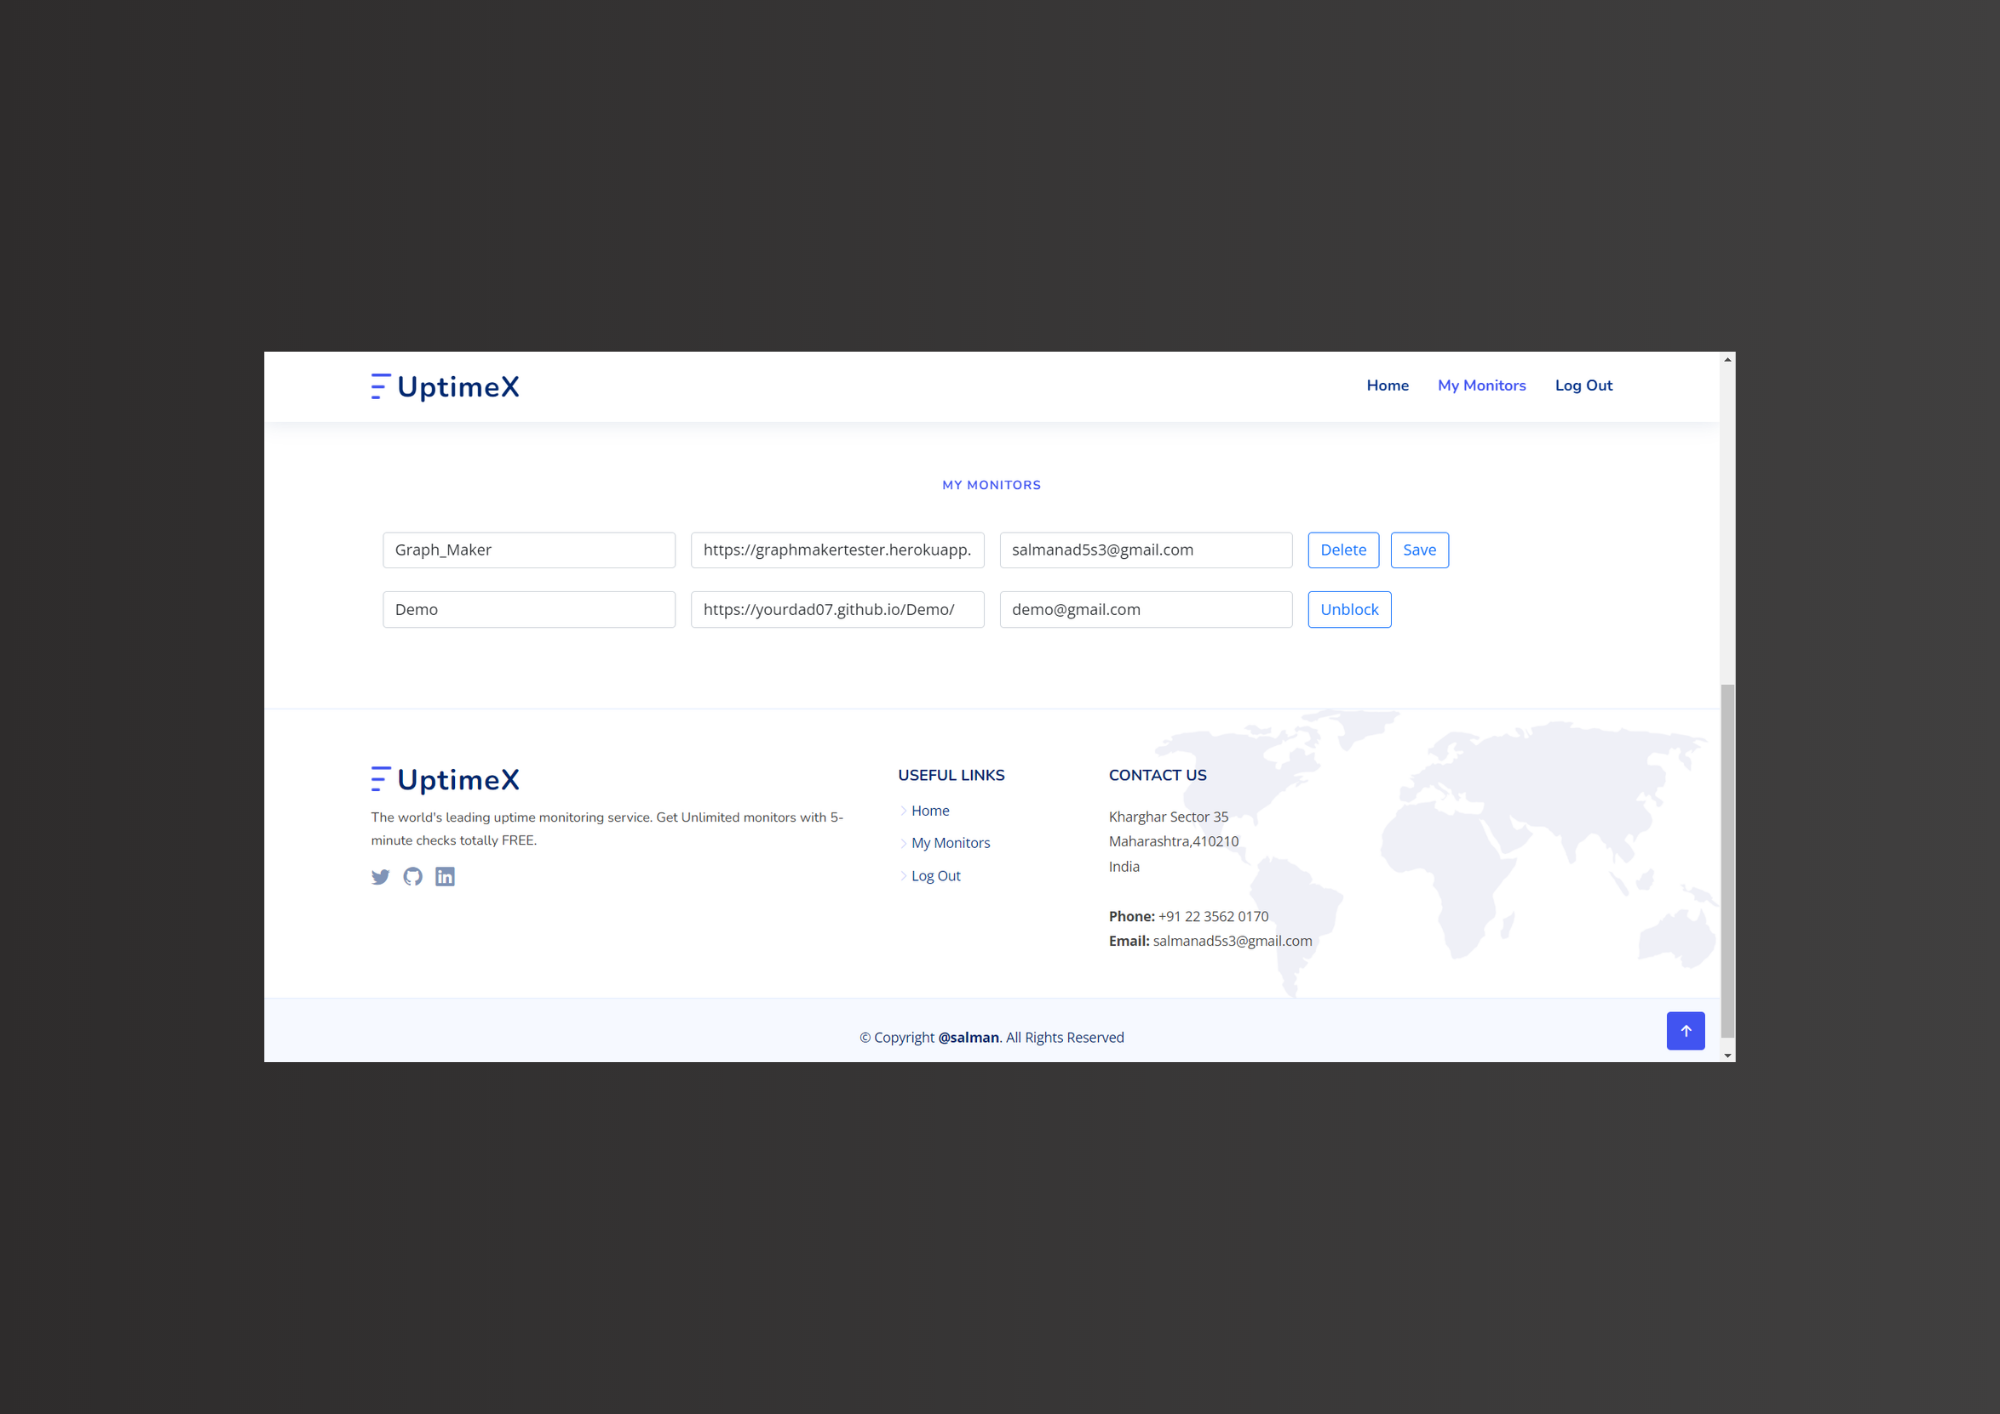 UptimeX
Home My Monitors Log Out
MY MONITORS
Graph_Maker https://graphmakertester.herokuapp. salmanad5s3@gmail.com Delete Save
Demo https://yourdad07.github.io/Demo/ demo@gmail.com Unblock
UptimeX
The world's leading uptime monitoring service. Get Unlimited monitors with 5-
minute checks totally FREE.
USEFUL LINKS
Home
My Monitors
Log Out
CONTACT US
Kharghar Sector 35
Maharashtra,410210
India
Phone: +91 22 3562 0170
Email: salmanad5s3@gmail.com
© Copyright @salman. All Rights Reserved